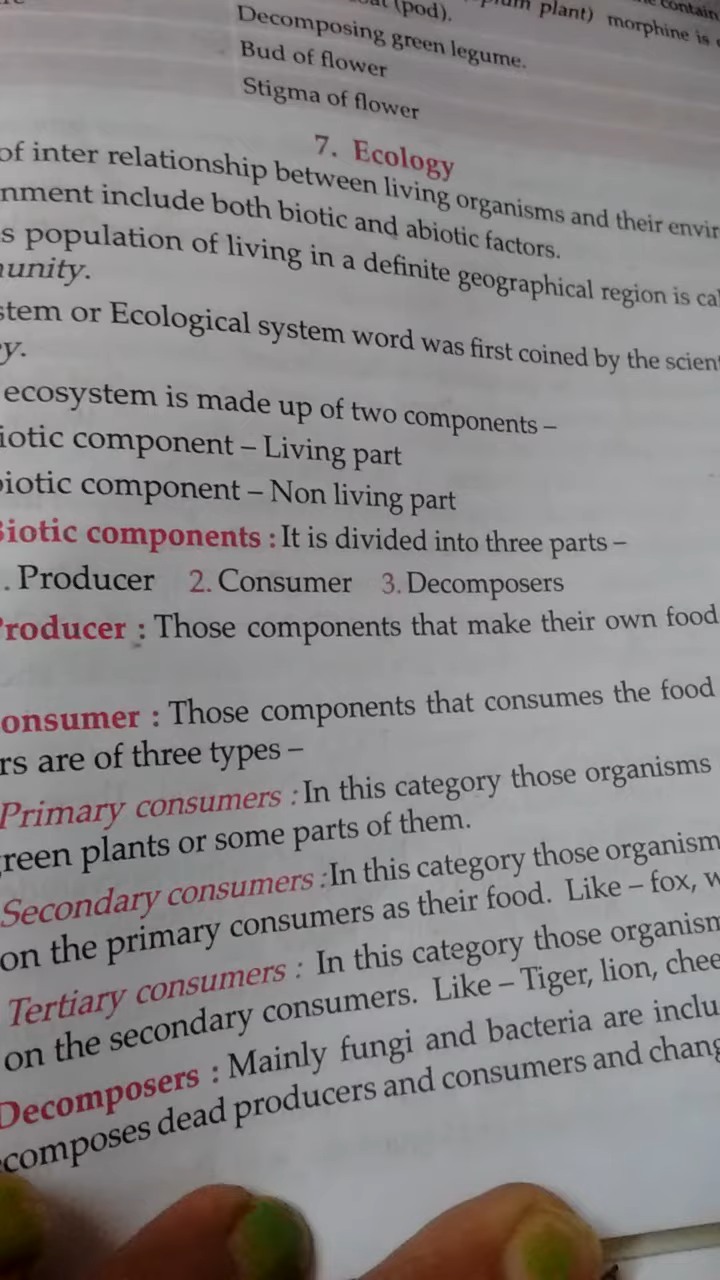 (pod). plant) morphine is
Decomposing green legume.
Bud of flower
Stigma of flower
7. Ecology
of inter relationship between living organisms and their envir
nment include both biotic and abiotic factors.
s population of living in a definite geographical region is ca
unity.
stem or Ecological system word was first coined by the scient
y.
ecosystem is made up of two components –
iotic component – Living part
iotic component – Non living part
Biotic components : It is divided into three parts –
. Producer 2. Consumer 3. Decomposers
roducer : Those components that make their own food
onsumer : Those components that consumes the food
rs are of three types –
Primary consumers : In this category those organisms
reen plants or some parts of them.
Secondary consumers : In this category those organism
on the primary consumers as their food. Like – fox, w
Tertiary consumers : In this category those organism
on the secondary consumers. Like – Tiger, lion, chee
Decomposers : Mainly fungi and bacteria are inclu
composes dead producers and consumers and chang